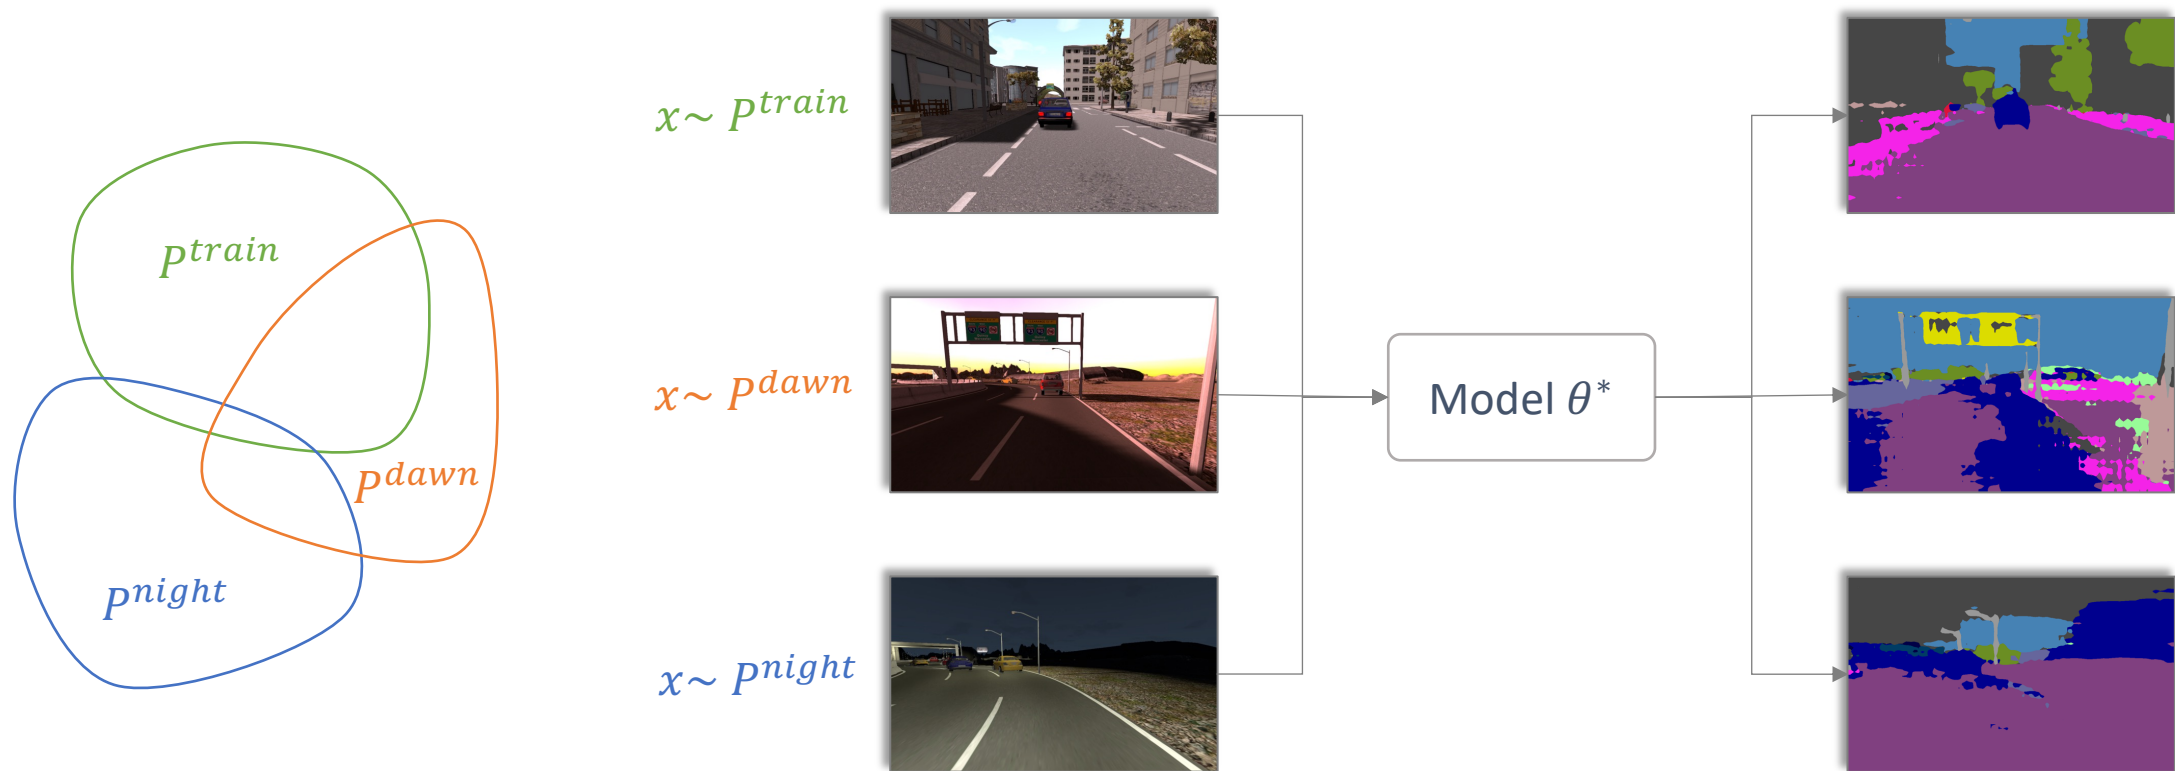 P^train
P^dawn
P^night
x~ P^train
x~ P^dawn
x~ P^night
Model θ*